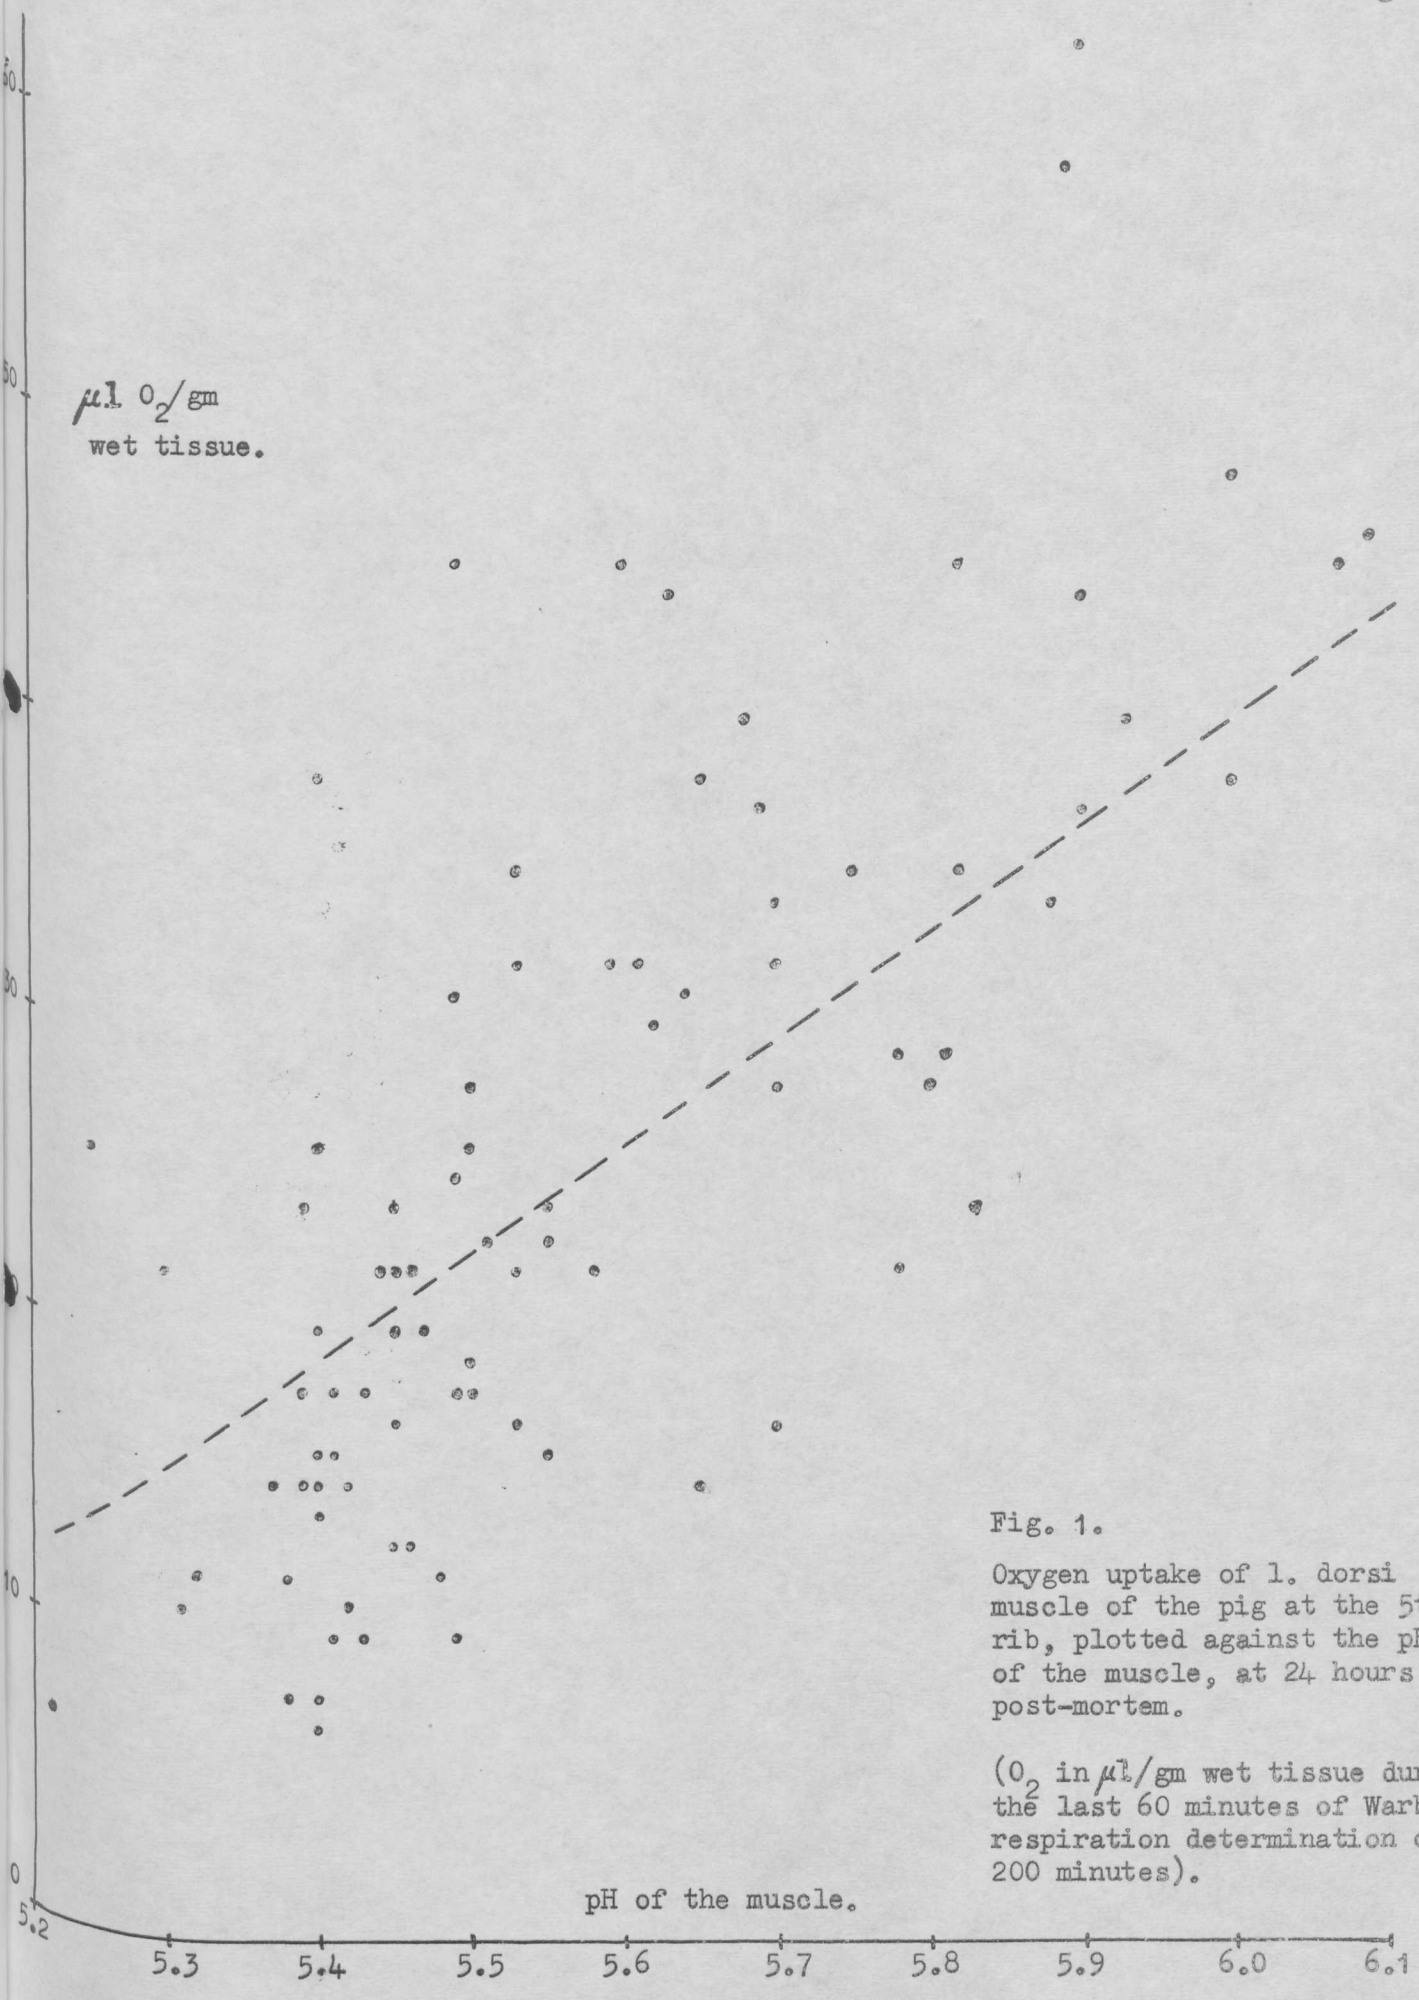 μl O2/gm
wet tissue.
30
10
0
5.2
5.3
5.4
5.5
5.6
5.7
5.8
5.9
6.0
6.1
pH of the muscle.
Fig. 1.
Oxygen uptake of l. dorsi
muscle of the pig at the
rib, plotted against the
of the muscle, at 24 hours
post-mortem.
(O2 in μl/gm wet tissue
the last 60 minutes of
respiration determination
200 minutes).